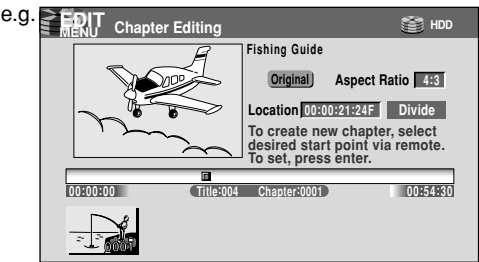 e.g.
EDIT MENU Chapter Editing HDD
Fishing Guide
Original Aspect Ratio 4:3
Location 00:00:21:24F Divide
To create new chapter, select
desired start point via remote.
To set, press enter.
00:00:00 Title:004 Chapter:0001 00:54:30